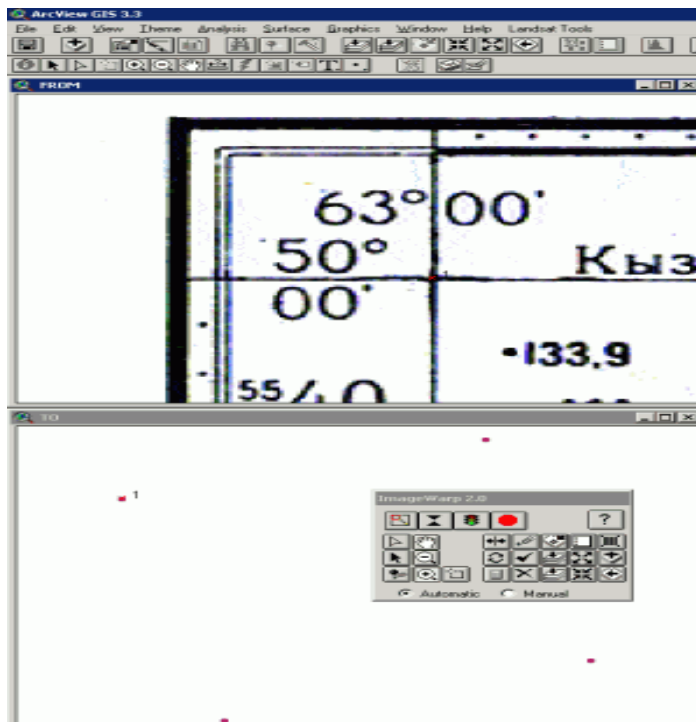 ArcView GIS 3.3
File Edit View Theme Analysis Surface Graphics Window Help Landsat Tools
FROM
63° 00'
50° Кыз
00'
•133,9
⁵⁵40
TO
1
ImageWarp 2.0
?
Automatic Manual